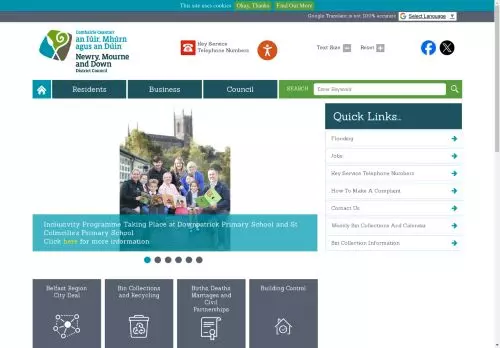 This site uses cookies Okay, Thanks Find Out More
Google Translate is not 100% accurate Select Language ▼
Comhairle Ceantair
an Iúir, Mhúrn
agus an Dúin
Newry, Mourne
and Down
District Council
Key Service
Telephone Numbers
Text Size
Reset
Residents
Business
Council
SEARCH
Enter Keyword
Quick Links...
Flooding
Jobs
Key Service Telephone Numbers
How To Make A Complaint
Contact Us
Weekly Bin Collections And Calendar
Bin Collection Information
Inclusivity Programme Taking Place at Downpatrick Primary School and St
Colmcille's Primary School
Click here for more information
Belfast Region
City Deal
Bin Collections
and Recycling
Births, Deaths,
Marriages and
Civil
Partnerships
Building Control